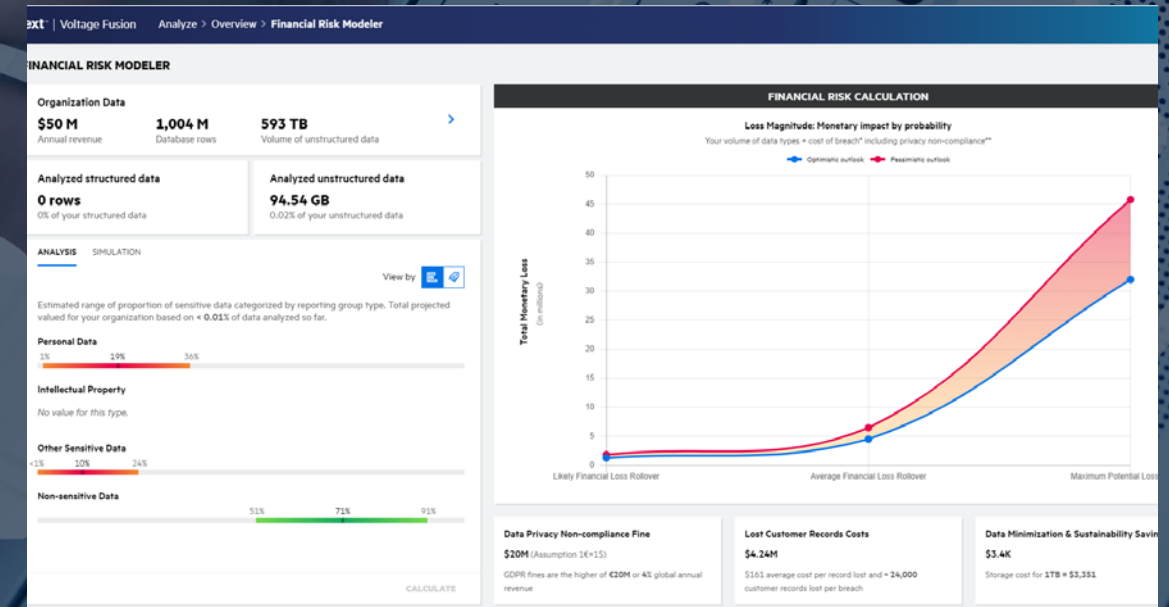 ext™ | Voltage Fusion Analyze > Overview > Financial Risk Modeler
INANCIAL RISK MODELER
Organization Data
$50 M 1,004 M 593 TB
Annual revenue Database rows Volume of unstructured data
Analyzed structured data
0 rows
0% of your structured data
Analyzed unstructured data
94.54 GB
0.02% of your unstructured data
ANALYSIS SIMULATION
View by
Estimated range of proportion of sensitive data categorized by reporting group type. Total projected
valued for your organization based on < 0.01% of data analyzed so far.
Personal Data
1% 19% 36%
Intellectual Property
No value for this type.
Other Sensitive Data
<1% 10% 24%
Non-sensitive Data
51% 71% 91%
CALCULATE
FINANCIAL RISK CALCULATION
Loss Magnitude: Monetary impact by probability
Your volume of data types + cost of breach* including privacy non-compliance**
Optimistic outlook Pessimistic outlook
Total Monetary Loss
(in millions)
50
45
40
35
30
25
20
15
10
5
0
Likely Financial Loss Rollover Average Financial Loss Rollover Maximum Potential Loss
Data Privacy Non-compliance Fine
$20M (Assumption 1€=1$)
GDPR fines are the higher of €20M or 4% global annual
revenue
Lost Customer Records Costs
$4.24M
$161 average cost per record lost and ~ 24,000
customer records lost per breach
Data Minimization & Sustainability Savin
$3.4K
Storage cost for 1TB = $3,351